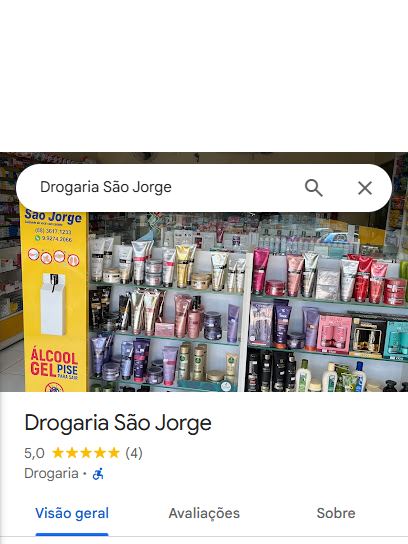 Drogaria São Jorge
São Jorge
(88) 3617.1233
9.9274.2066
ÁLCOOL
GEL PISE
PARA SAIR
Drogaria São Jorge
5,0 ★★★★★ (4)
Drogaria ·
Visão geral
Avaliações
Sobre